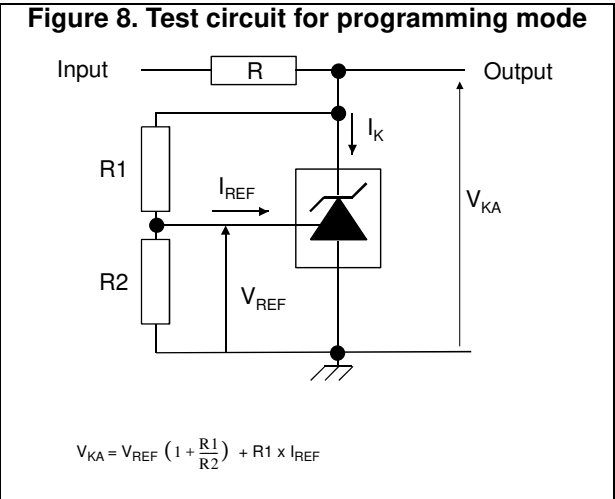 Figure 8. Test circuit for programming mode
Input
R
Output
I_K
R1
I_REF
V_KA
R2
V_REF
V_KA = V_REF (1 + R1/R2) + R1 x I_REF